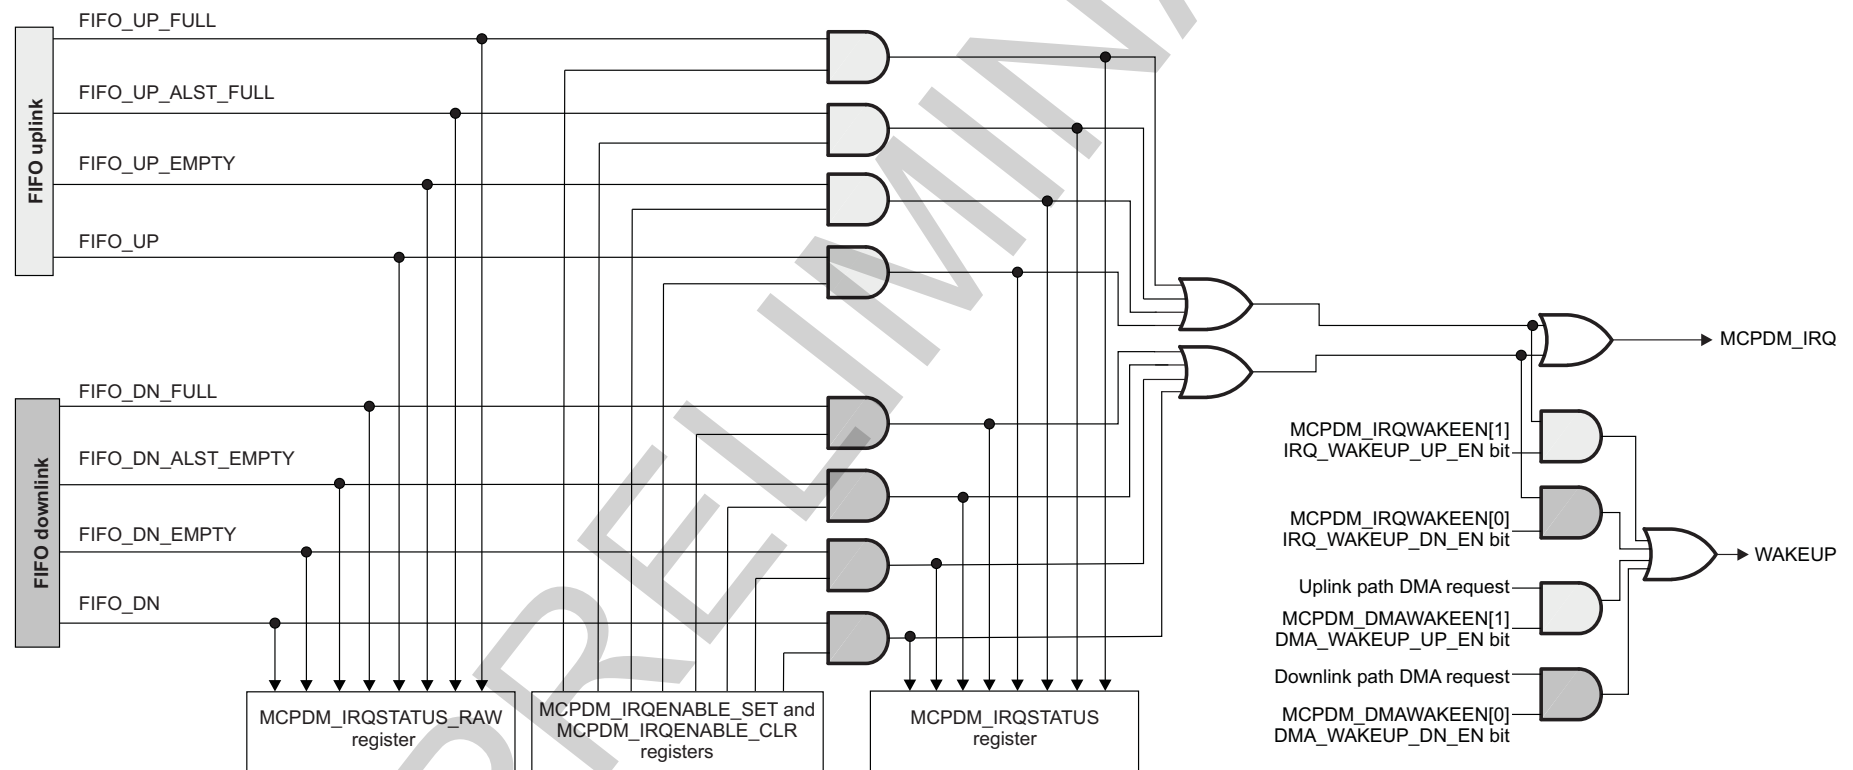 FIFO uplink
FIFO_UP_FULL
FIFO_UP_ALST_FULL
FIFO_UP_EMPTY
FIFO_UP
FIFO downlink
FIFO_DN_FULL
FIFO_DN_ALST_EMPTY
FIFO_DN_EMPTY
FIFO_DN
MCPDM_IRQSTATUS_RAW
register
MCPDM_IRQENABLE_SET and
MCPDM_IRQENABLE_CLR
registers
MCPDM_IRQSTATUS
register
MCPDM_IRQ
MCPDM_IRQWAKEEN[1]
IRQ_WAKEUP_UP_EN bit
MCPDM_IRQWAKEEN[0]
IRQ_WAKEUP_DN_EN bit
Uplink path DMA request
MCPDM_DMAWAKEEN[1]
DMA_WAKEUP_UP_EN bit
Downlink path DMA request
MCPDM_DMAWAKEEN[0]
DMA_WAKEUP_DN_EN bit
WAKEUP
PRELIMINA